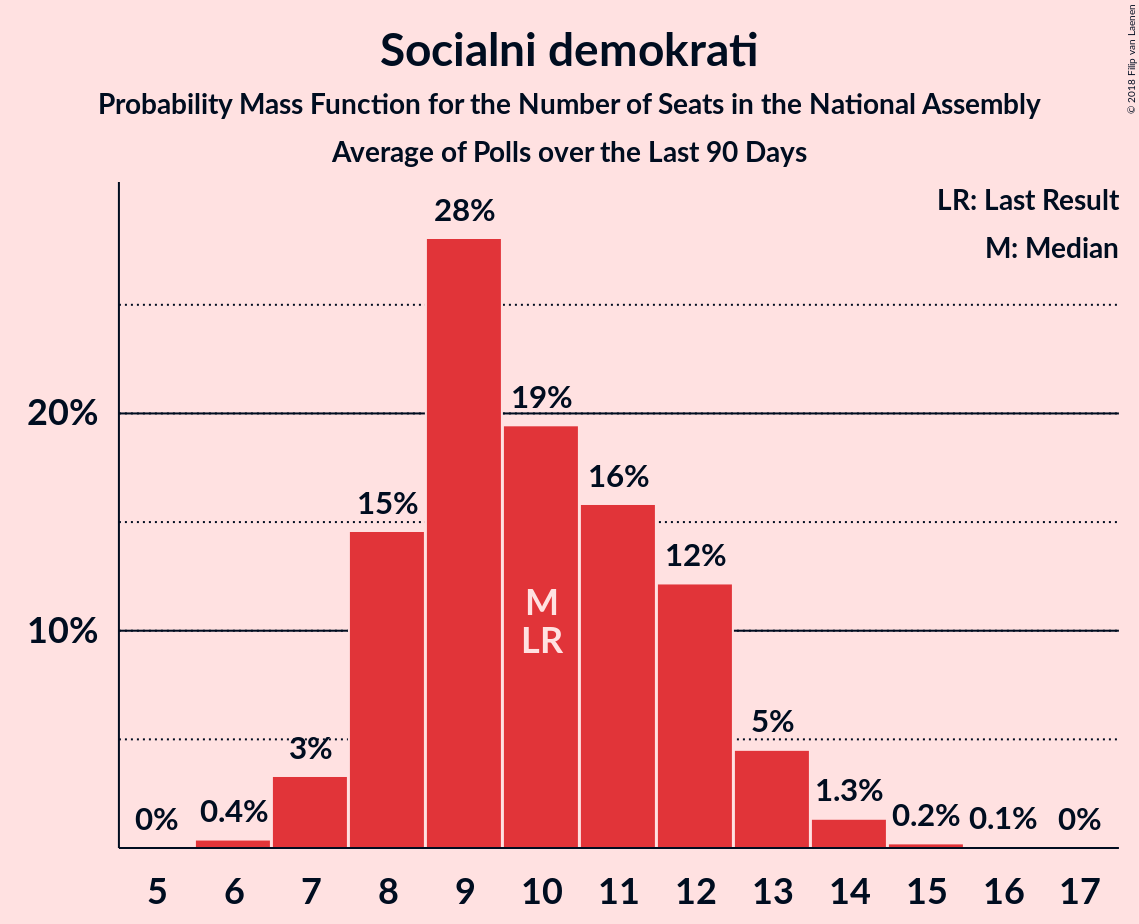 Socialni demokrati
Probability Mass Function for the Number of Seats in the National Assembly
Average of Polls over the Last 90 Days
© 2018 Filip van Laenen
LR: Last Result
M: Median
28%
20%
19%
16%
15%
12%
M
LR
10%
5%
3%
1.3%
0% 0.4% 0.2% 0.1% 0%
5 6 7 8 9 10 11 12 13 14 15 16 17